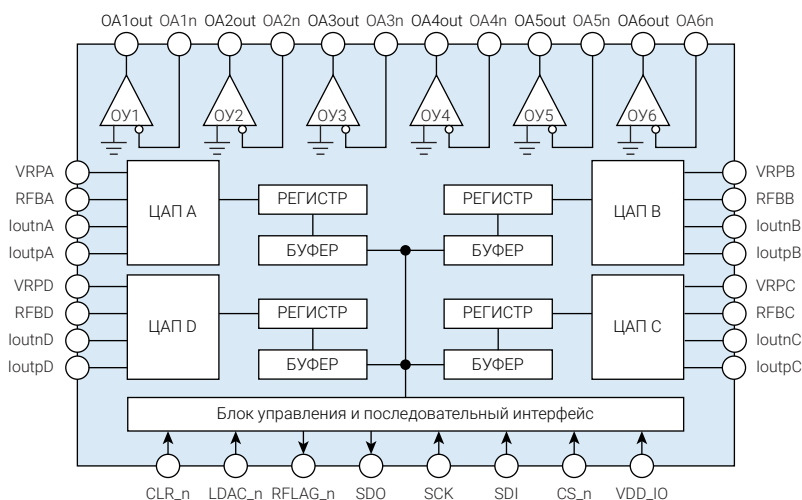 OA1out OA1n OA2out OA2n OA3out OA3n OA4out OA4n OA5out OA5n OA6out OA6n
ОУ1 ОУ2 ОУ3 ОУ4 ОУ5 ОУ6
VRPA
RFBA
IoutnA
IoutpA
ЦАП A
РЕГИСТР
БУФЕР
РЕГИСТР
БУФЕР
ЦАП B
VRPB
RFBB
IoutnB
IoutpB
VRPD
RFBD
IoutnD
IoutpD
ЦАП D
РЕГИСТР
БУФЕР
РЕГИСТР
БУФЕР
ЦАП C
VRPC
RFBC
IoutnC
IoutpC
Блок управления и последовательный интерфейс
CLR_n LDAC_n RFLAG_n SDO SCK SDI CS_n VDD_IO